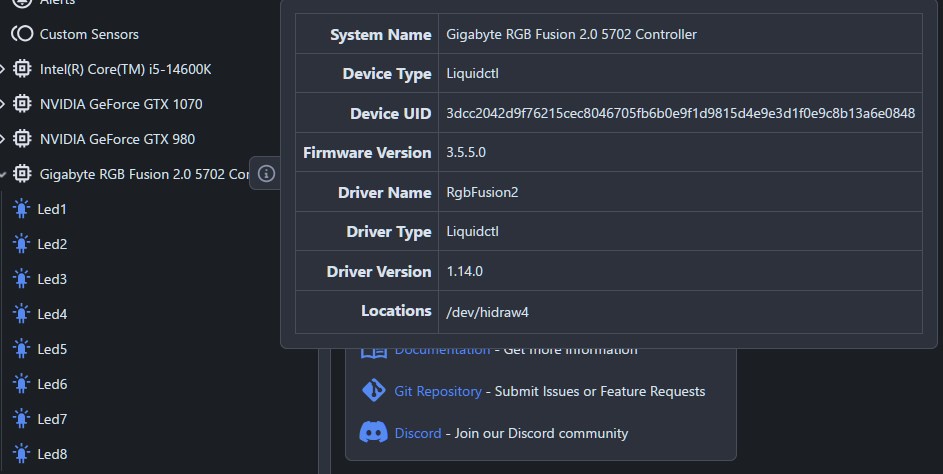 Alerts
Custom Sensors
Intel(R) Core(TM) i5-14600K
NVIDIA GeForce GTX 1070
NVIDIA GeForce GTX 980
Gigabyte RGB Fusion 2.0 5702 Cor
Led1
Led2
Led3
Led4
Led5
Led6
Led7
Led8
System Name Gigabyte RGB Fusion 2.0 5702 Controller
Device Type Liquidctl
Device UID 3dcc2042d9f76215cec8046705fb6b0e9f1d9815d4e9e3d1f0e9c8b13a6e0848
Firmware Version 3.5.5.0
Driver Name RgbFusion2
Driver Type Liquidctl
Driver Version 1.14.0
Locations /dev/hidraw4
Documentation - Get more information
Git Repository - Submit Issues or Feature Requests
Discord - Join our Discord community